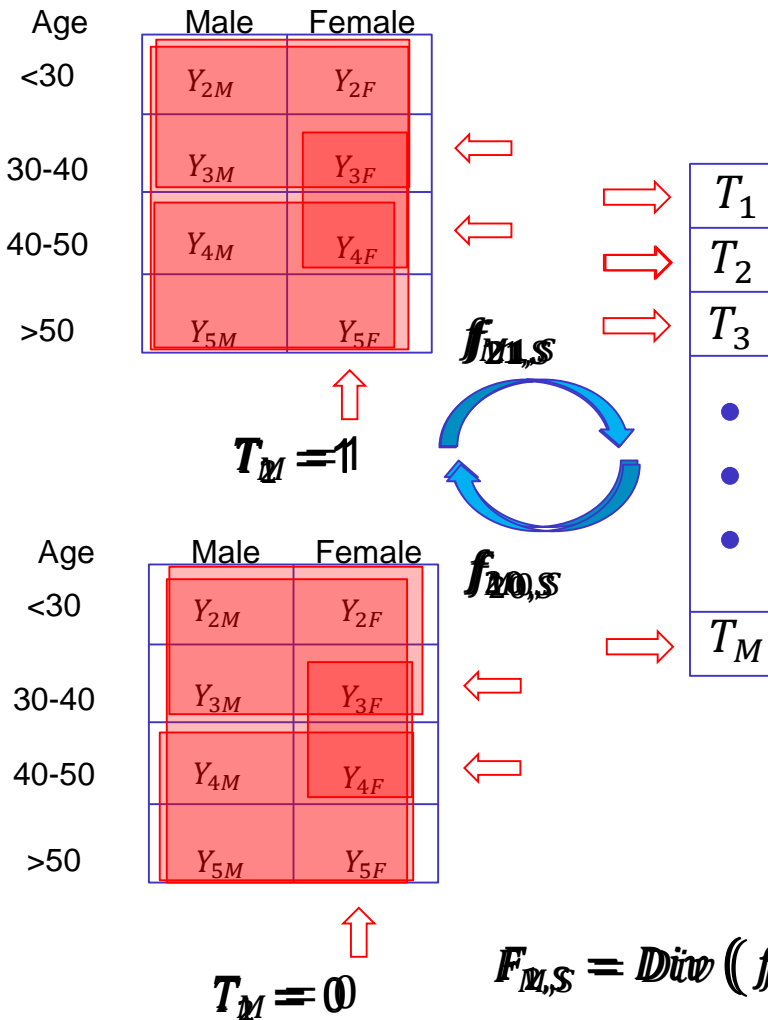 Age Male Female
<30 Y2M Y2F
30-40 Y3M Y3F
40-50 Y4M Y4F
>50 Y5M Y5F
T1
T2
T3
TM
Age Male Female
<30 Y2M Y2F
30-40 Y3M Y3F
40-50 Y4M Y4F
>50 Y5M Y5F